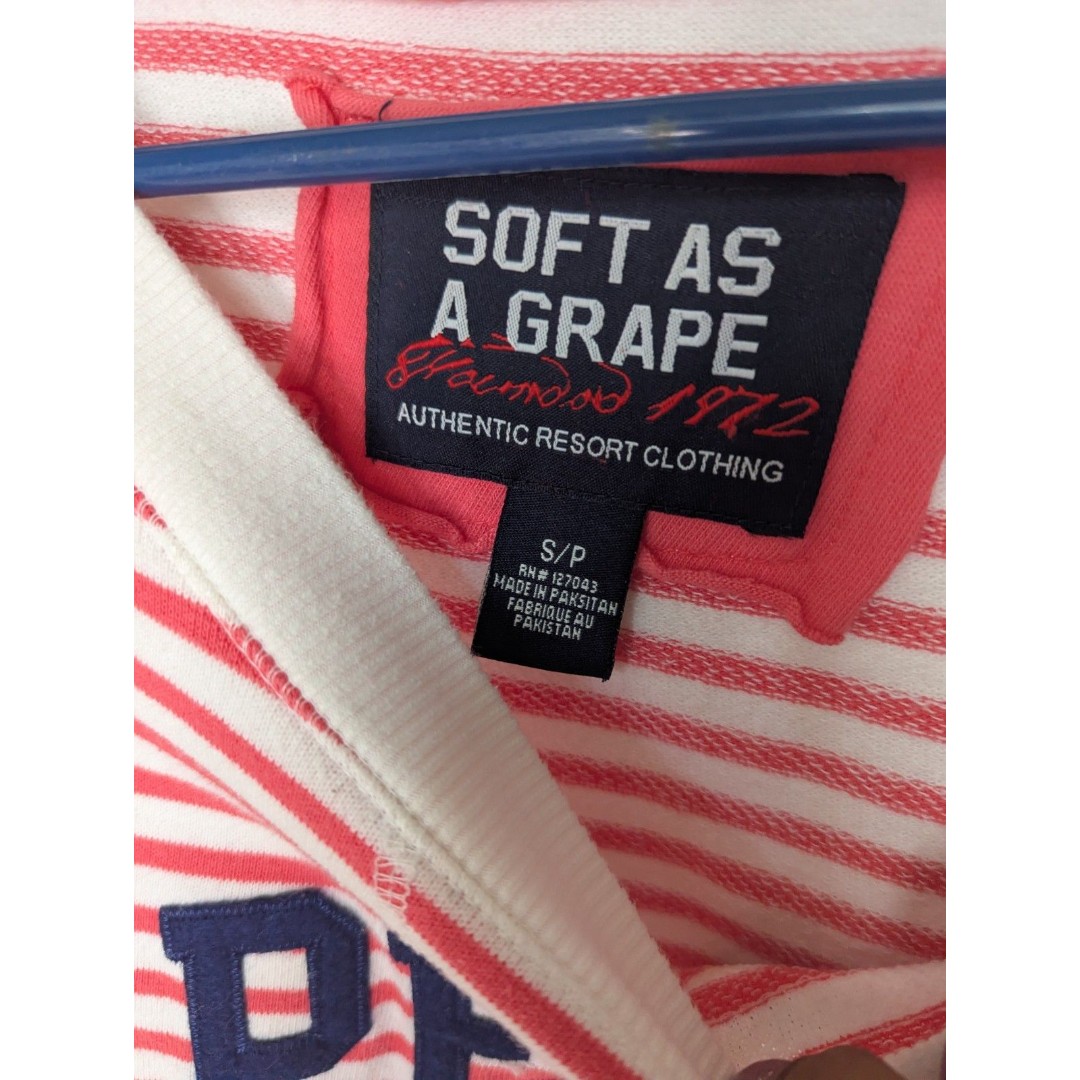 SOFT AS
A GRAPE
1972
AUTHENTIC RESORT CLOTHING
S/P
RN# 127043
MADE IN PAKSITAN
FABRIQUE AU
PAKISTAN